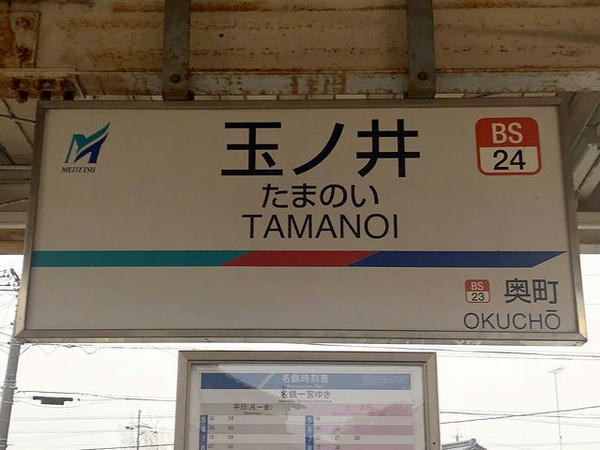 MEITETSU
玉ノ井
たまのい
TAMANOI
BS
24
BS
23
奥町
OKUCHŌ
名鉄時刻表
名鉄一宮ゆき
平日(月〜金)